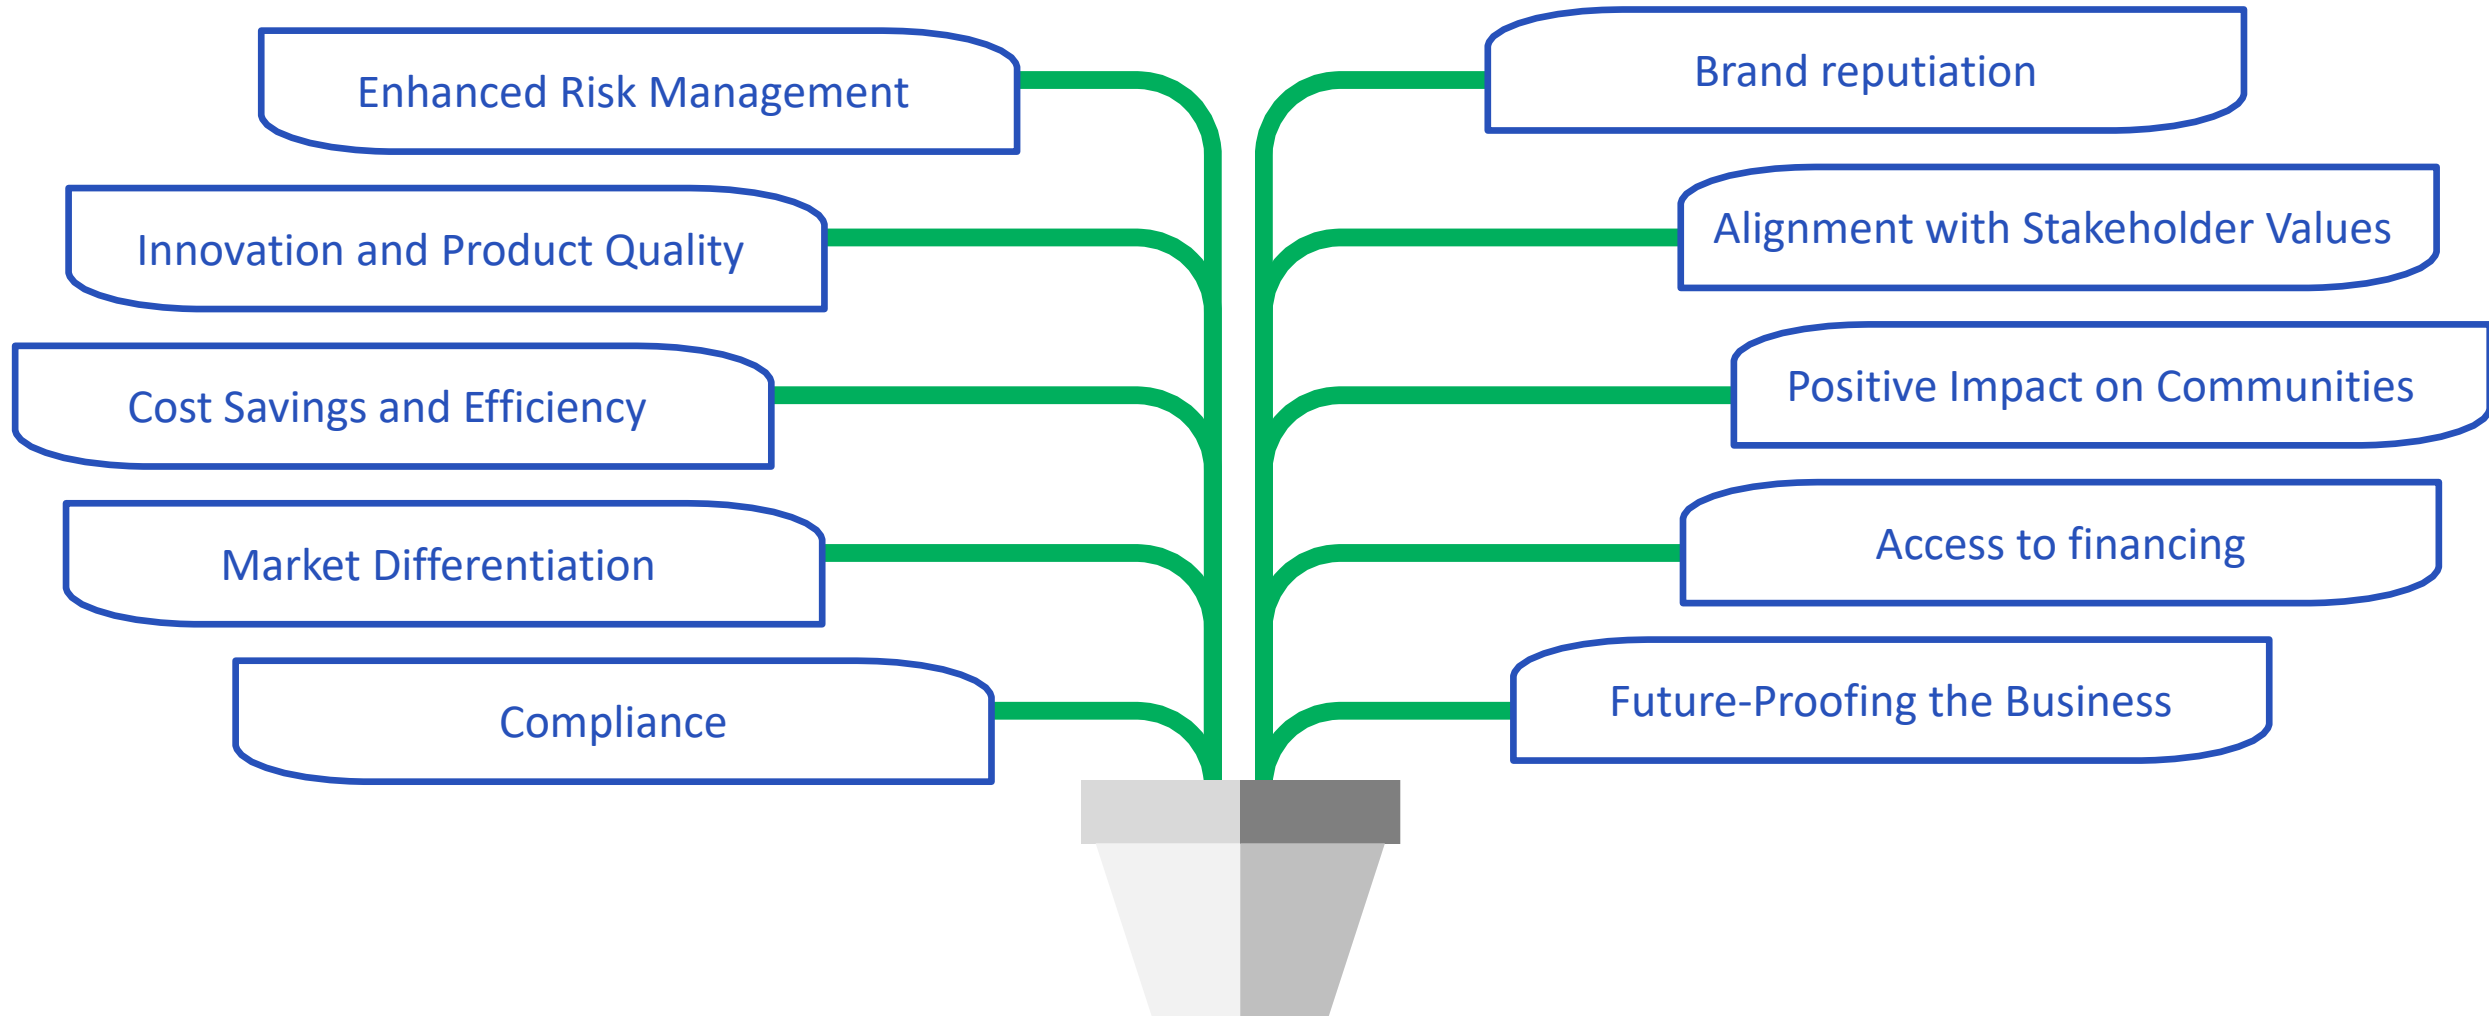 Enhanced Risk Management
Innovation and Product Quality
Cost Savings and Efficiency
Market Differentiation
Compliance
Brand reputiation
Alignment with Stakeholder Values
Positive Impact on Communities
Access to financing
Future-Proofing the Business